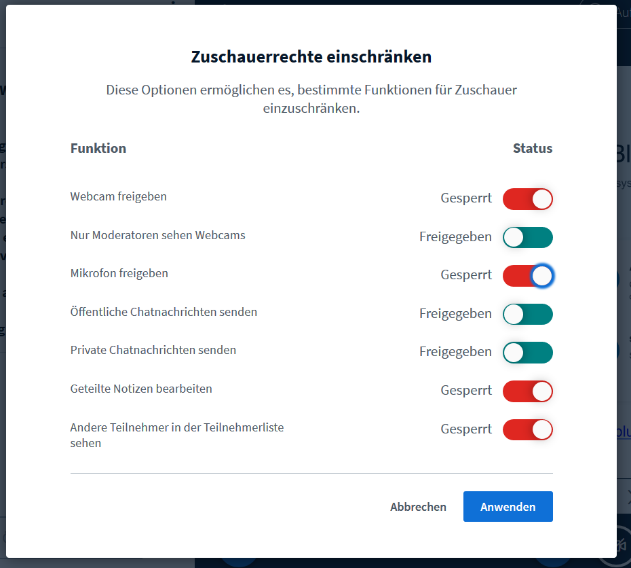 Zuschauerrechte einschränken
Diese Optionen ermöglichen es, bestimmte Funktionen für Zuschauer
einzuschränken.
Funktion Status
Webcam freigeben Gesperrt
Nur Moderatoren sehen Webcams Freigegeben
Mikrofon freigeben Gesperrt
Öffentliche Chatnachrichten senden Freigegeben
Private Chatnachrichten senden Freigegeben
Geteilte Notizen bearbeiten Gesperrt
Andere Teilnehmer in der Teilnehmerliste Gesperrt
sehen
Abbrechen Anwenden